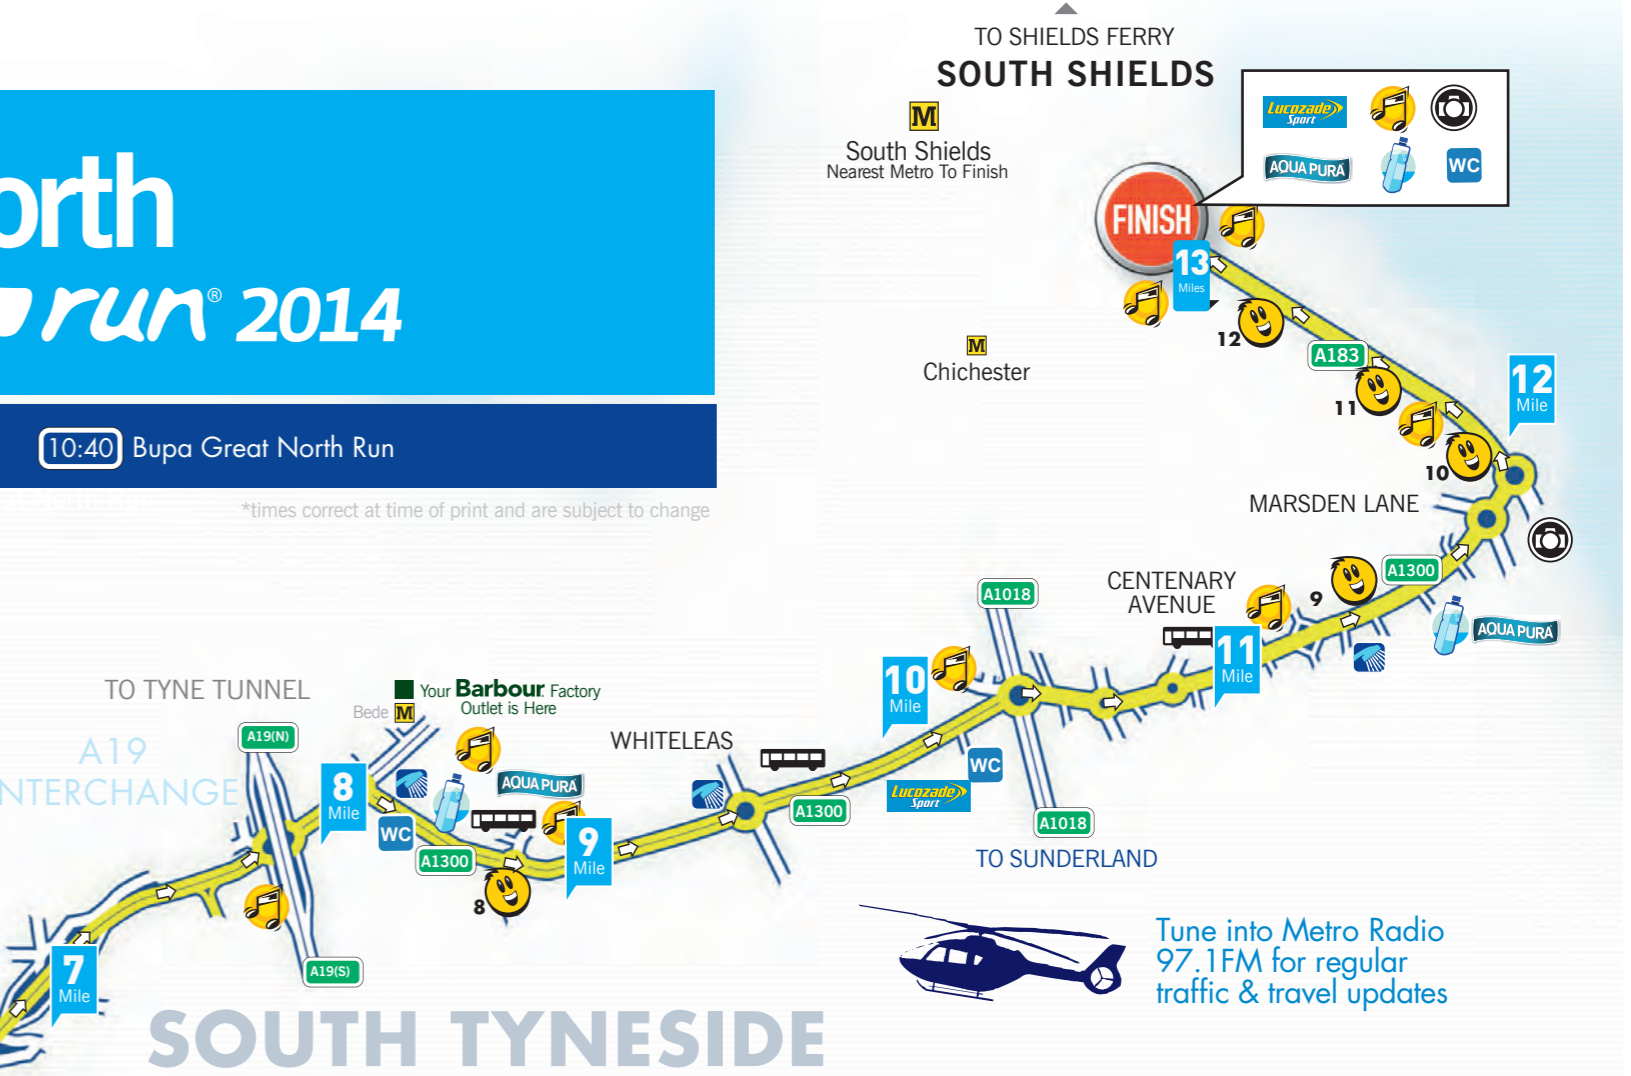 TO SHIELDS FERRY
SOUTH SHIELDS
M
South Shields
Nearest Metro To Finish
Lucozade
Sport
AQUA PURA
WC
FINISH
13
Miles
orth
run® 2014
10:40 Bupa Great North Run
*times correct at time of print and are subject to change
M
Chichester
12
A183
11
12
Mile
10
MARSDEN LANE
A1300
9
CENTENARY
AVENUE
11
Mile
AQUA PURA
A1018
10
Mile
WC
Lucozade
Sport
A1018
TO SUNDERLAND
TO TYNE TUNNEL
A19
NTERCHANGE
A19(N)
Your Barbour Factory
Outlet is Here
Bede M
WHITELEAS
A1300
8
Mile
WC
AQUA PURA
A1300
9
Mile
8
7
Mile
A19(S)
SOUTH TYNESIDE
Tune into Metro Radio
97.1FM for regular
traffic & travel updates